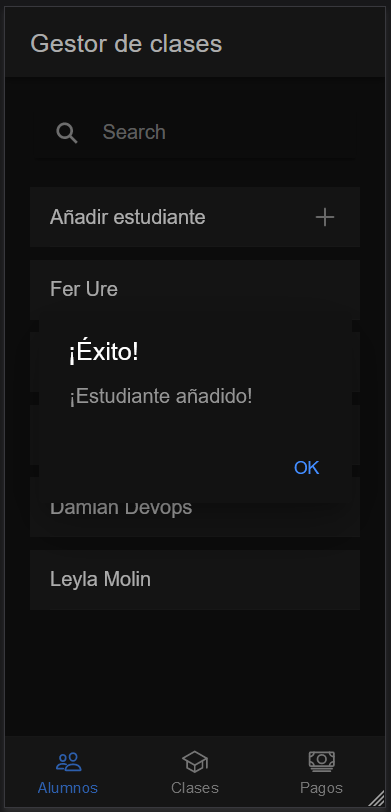 Gestor de clases
Search
Añadir estudiante
Fer Ure
¡Éxito!
¡Estudiante añadido!
OK
Damian Devops
Leyla Molin
Alumnos
Clases
Pagos